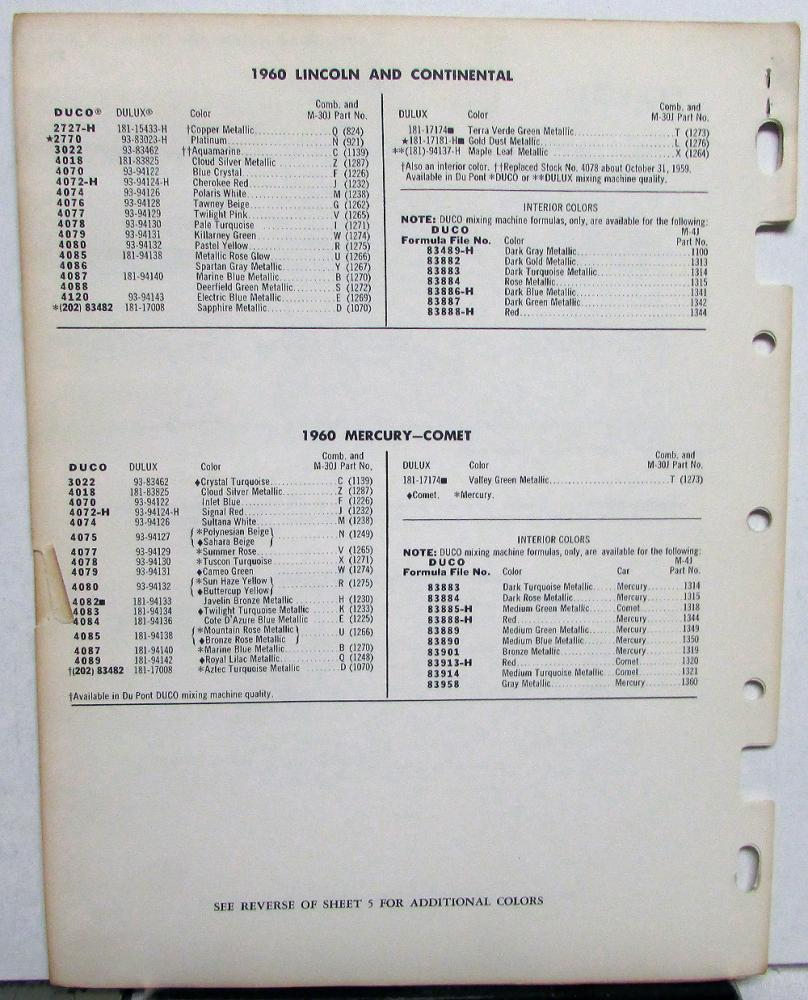 1960 LINCOLN AND CONTINENTAL
DUCO® DULUX® Color Comb. and M-30J Part No.
2727-H 181-15433-H †Copper Metallic Q (824)
★2770 93-83023-H Platinum N (921)
3022 93-83462 ††Aquamarine C (1139)
4018 181-83825 Cloud Silver Metallic Z (1287)
4070 93-94122 Blue Crystal F (1226)
4072-H 93-94124-H Cherokee Red J (1232)
4074 93-94126 Polaris White M (1238)
4076 93-94128 Tawney Beige G (1262)
4077 93-94129 Twilight Pink V (1265)
4078 93-94130 Pale Turquoise I (1271)
4079 93-94131 Killarney Green W (1274)
4080 93-94132 Pastel Yellow R (1275)
4085 181-94138 Metallic Rose Glow U (1266)
4086 Spartan Gray Metallic Y (1267)
4087 181-94140 Marine Blue Metallic B (1270)
4088 Deerfield Green Metallic S (1272)
4120 93-94143 Electric Blue Metallic E (1269)
*(202) 83482 181-17008 Sapphire Metallic D (1070)
DULUX Color Comb. and M-30J Part No.
181-17174■ Terra Verde Green Metallic T (1273)
★181-17181-H■ Gold Dust Metallic L (1276)
**(181)-94137-H Maple Leaf Metallic X (1264)
†Also an interior color. ††Replaced Stock No. 4078 about October 31, 1959.
Available in Du Pont *DUCO or **DULUX mixing machine quality.
INTERIOR COLORS
NOTE: DUCO mixing machine formulas, only, are available for the following:
DUCO M-4J
Formula File No. Color Part No.
83489-H Dark Gray Metallic 1100
83882 Dark Gold Metallic 1313
83883 Dark Turquoise Metallic 1314
83884 Rose Metallic 1315
83886-H Dark Blue Metallic 1341
83887 Dark Green Metallic 1342
83888-H Red 1344
1960 MERCURY—COMET
DUCO DULUX Color Comb. and M-30J Part No.
3022 93-83462 ♦Crystal Turquoise C (1139)
4018 181-83825 Cloud Silver Metallic Z (1287)
4070 93-94122 Inlet Blue F (1226)
4072-H 93-94124-H Signal Red J (1232)
4074 93-94126 Sultana White M (1238)
4075 93-94127 {*Polynesian Beige} N (1249)
{♦Sahara Beige}
4077 93-94129 *Summer Rose V (1265)
4078 93-94130 *Tuscon Turquoise X (1271)
4079 93-94131 ♦Cameo Green W (1274)
4080 93-94132 {*Sun Haze Yellow} R (1275)
{♦Buttercup Yellow}
4082■ 181-94133 Javelin Bronze Metallic H (1230)
4083 181-94134 ♦Twilight Turquoise Metallic K (1233)
4084 181-94136 Cote D'Azure Blue Metallic E (1225)
4085 181-94138 {*Mountain Rose Metallic} U (1266)
{♦Bronze Rose Metallic}
4087 181-94140 *Marine Blue Metallic B (1270)
4089 181-94142 ♦Royal Lilac Metallic Q (1248)
†(202) 83482 181-17008 *Aztec Turquoise Metallic D (1070)
†Available in Du Pont DUCO mixing machine quality.
DULUX Color Comb. and M-30J Part No.
181-17174■ Valley Green Metallic T (1273)
♦Comet. *Mercury.
INTERIOR COLORS
NOTE: DUCO mixing machine formulas, only, are available for the following:
DUCO M-4J
Formula File No. Color Car Part No.
83883 Dark Turquoise Metallic Mercury 1314
83884 Dark Rose Metallic Mercury 1315
83885-H Medium Green Metallic Comet 1318
83888-H Red Mercury 1344
83889 Medium Green Metallic Mercury 1349
83890 Medium Blue Metallic Mercury 1350
83901 Bronze Metallic Mercury 1319
83913-H Red Comet 1320
83914 Medium Turquoise Metallic Comet 1321
83958 Gray Metallic Mercury 1360
SEE REVERSE OF SHEET 5 FOR ADDITIONAL COLORS